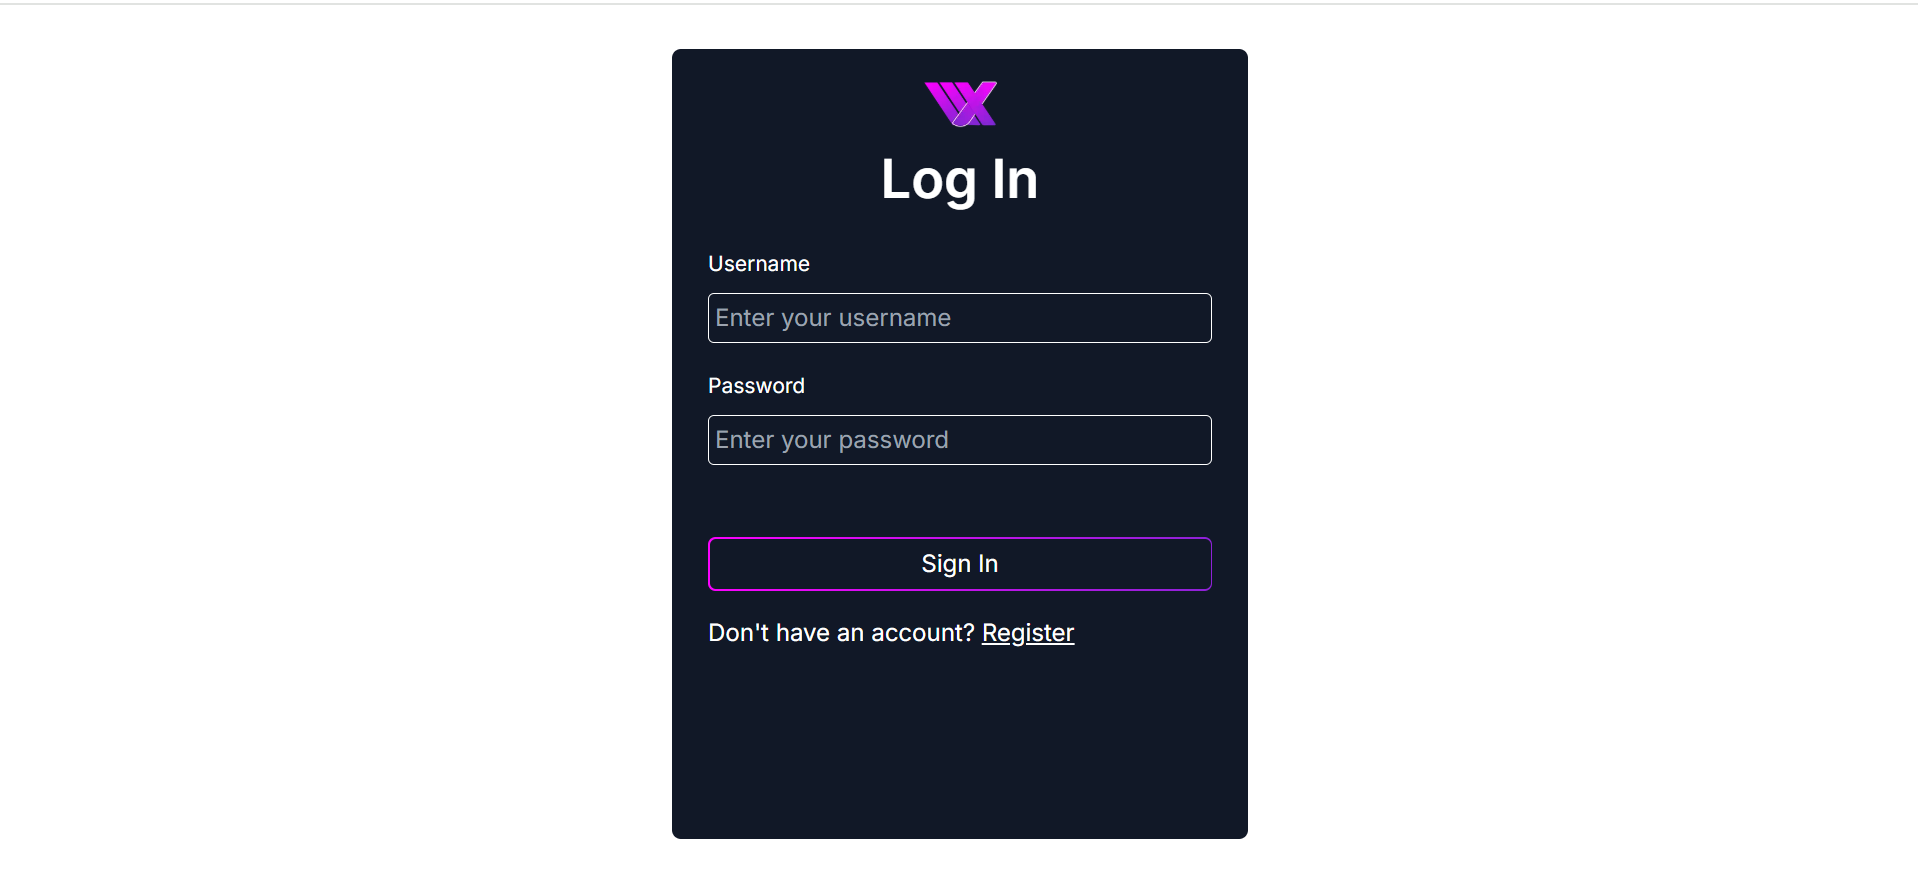 Log In
Username
Enter your username
Password
Enter your password
Sign In
Don't have an account? Register